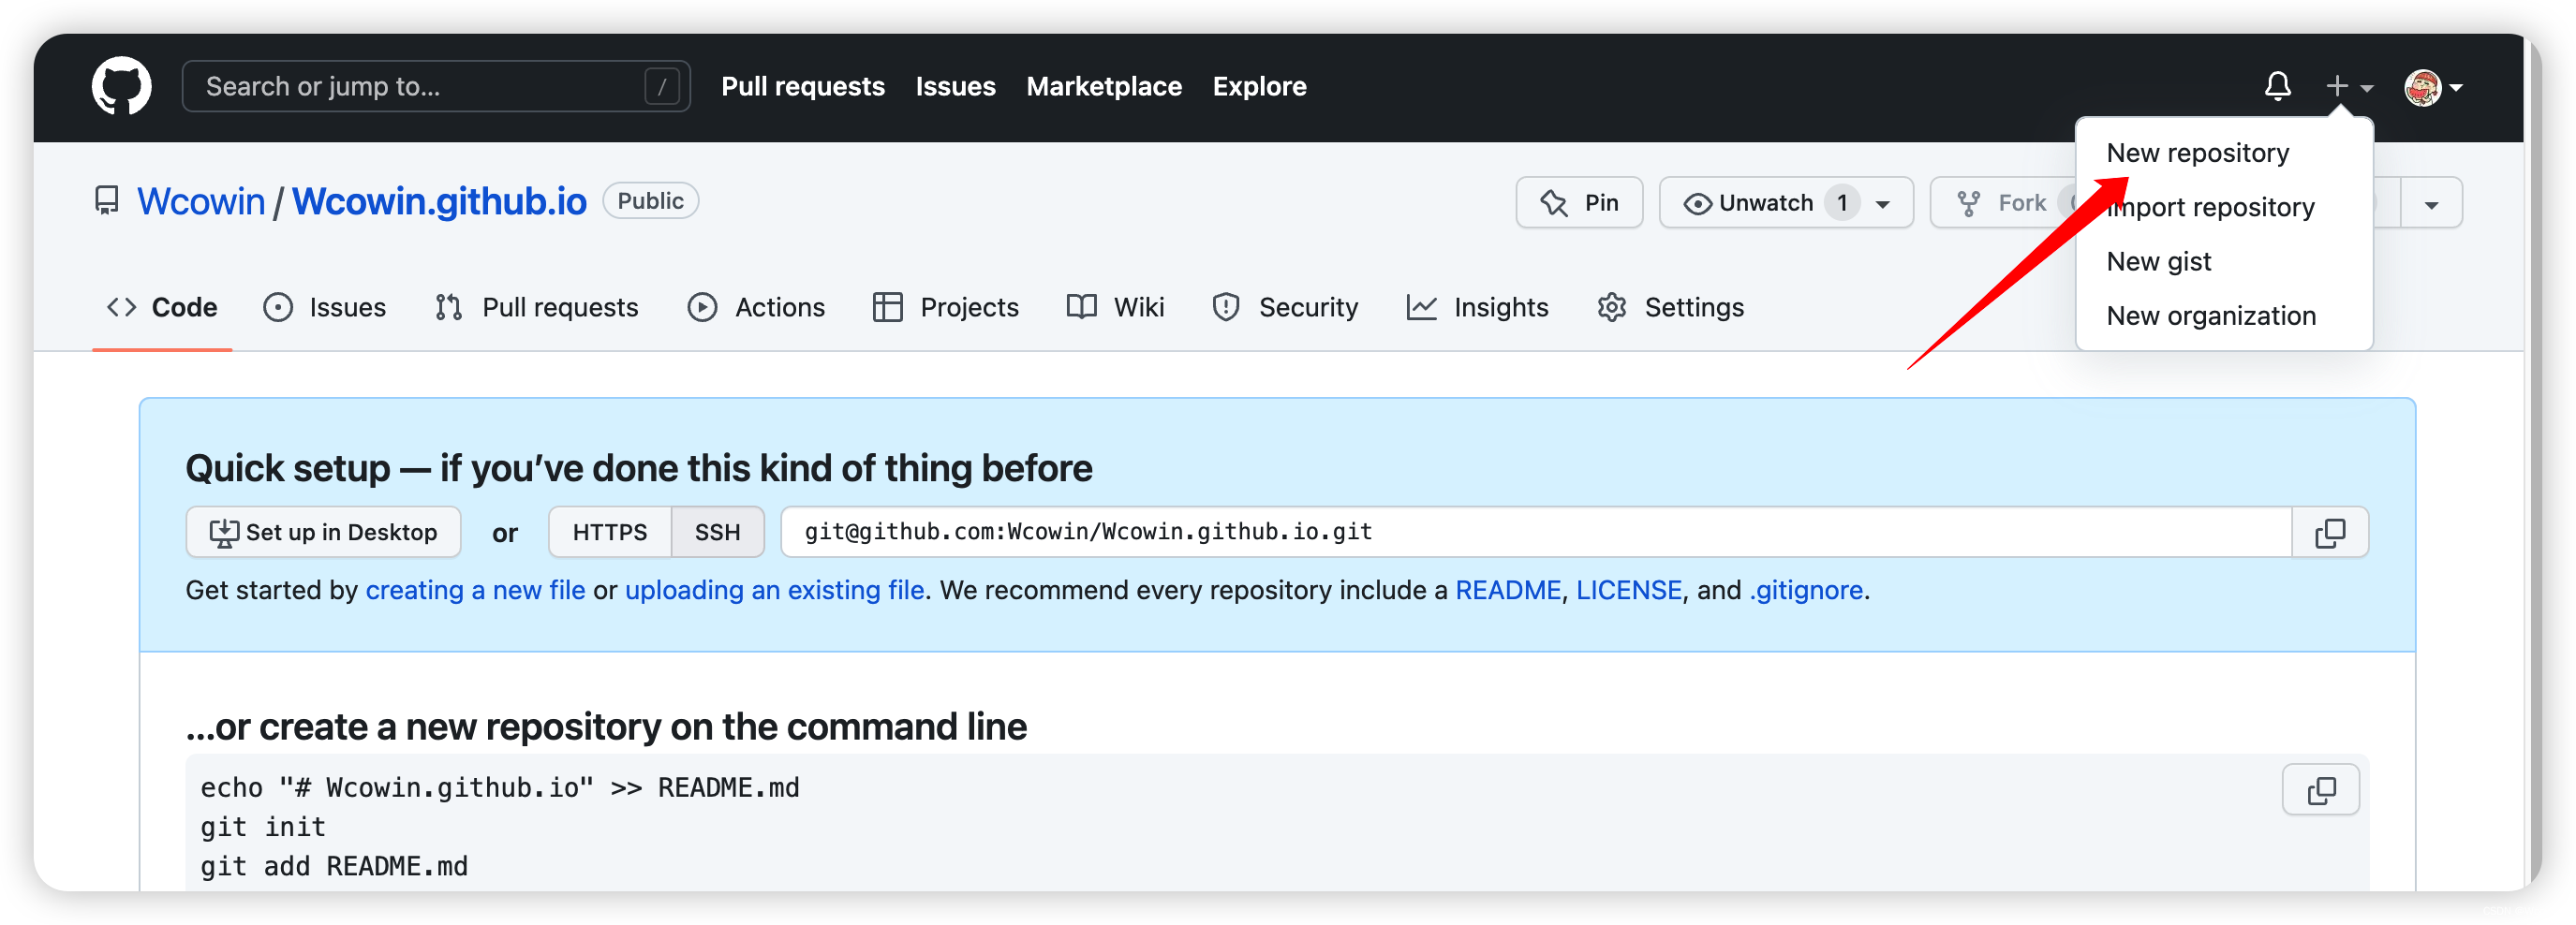 Search or jump to... / Pull requests Issues Marketplace Explore
New repository
Import repository
New gist
New organization
Wcowin / Wcowin.github.io Public Pin Unwatch 1 Fork
Code Issues Pull requests Actions Projects Wiki Security Insights Settings
Quick setup — if you’ve done this kind of thing before
Set up in Desktop or HTTPS SSH git@github.com:Wcowin/Wcowin.github.io.git
Get started by creating a new file or uploading an existing file. We recommend every repository include a README, LICENSE, and .gitignore.
...or create a new repository on the command line
echo "# Wcowin.github.io" >> README.md
git init
git add README.md